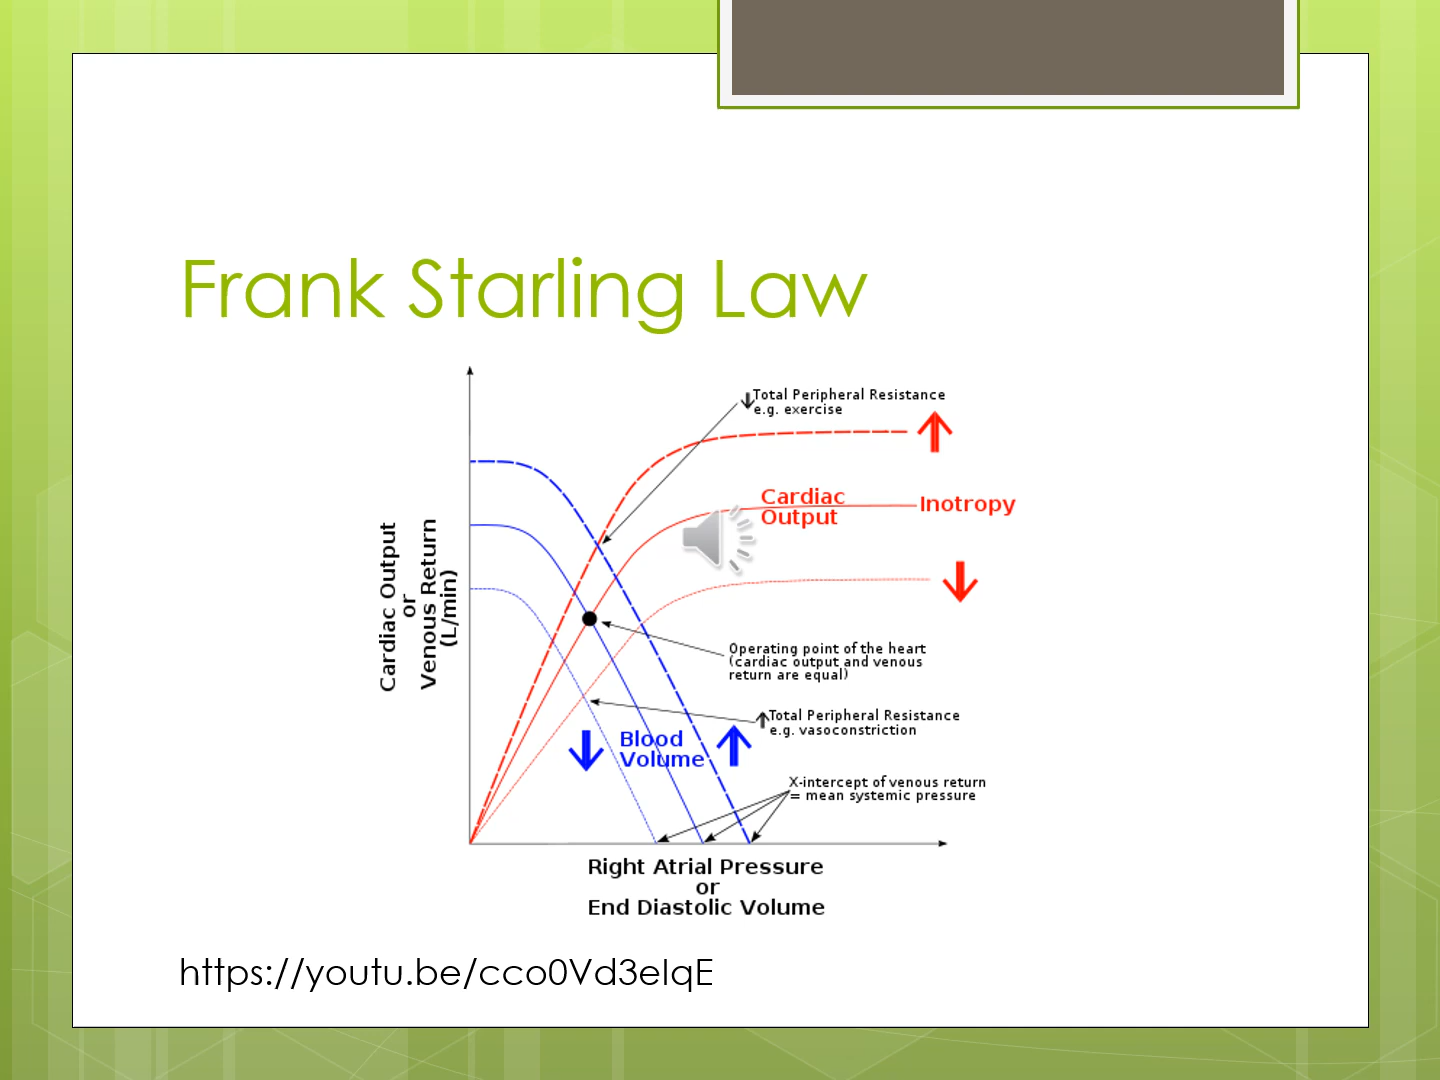 Frank Starling Law
↓Total Peripheral Resistance
e.g. exercise
Cardiac
Output
Inotropy
Cardiac Output
or
Venous Return
(L/min)
Operating point of the heart
(cardiac output and venous
return are equal)
↑Total Peripheral Resistance
e.g. vasoconstriction
Blood
Volume
X-intercept of venous return
= mean systemic pressure
Right Atrial Pressure
or
End Diastolic Volume
https://youtu.be/cco0Vd3eIqE